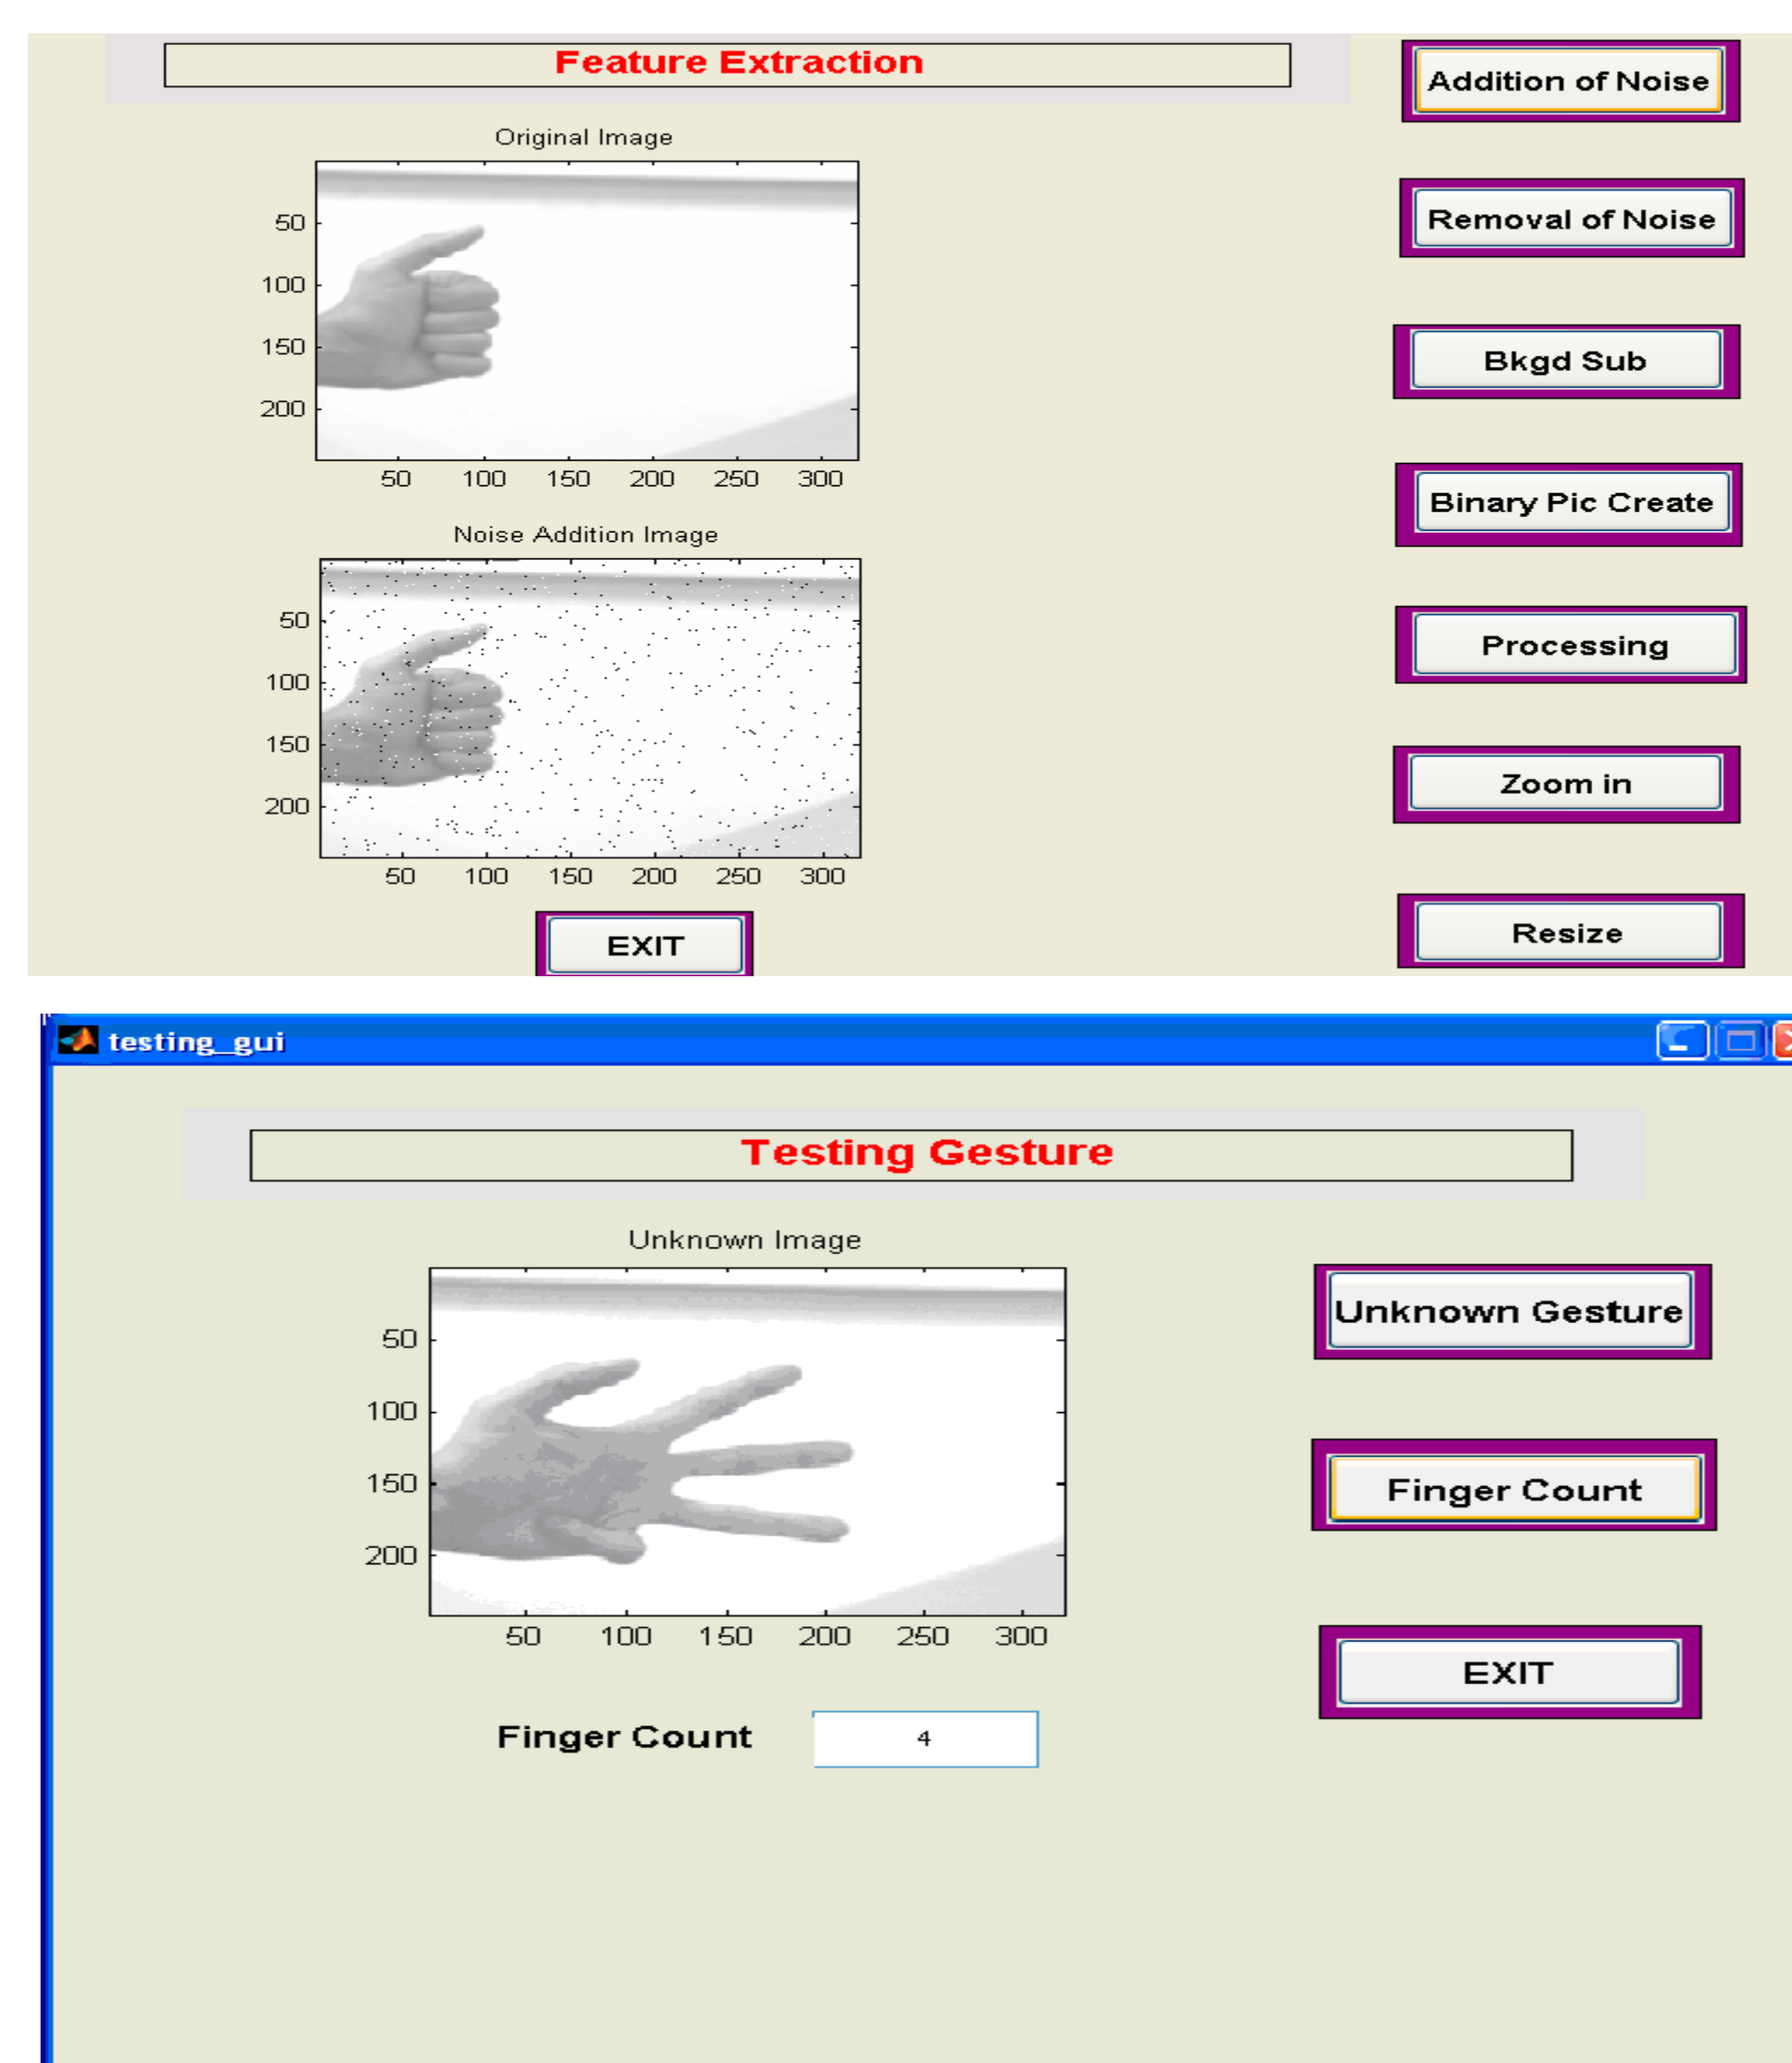 Feature Extraction
Addition of Noise
Original Image
50
100
150
200
50 100 150 200 250 300
Removal of Noise
Bkgd Sub
Binary Pic Create
Noise Addition Image
50
100
150
200
50 100 150 200 250 300
Processing
Zoom in
Resize
EXIT
testing_gui
Testing Gesture
Unknown Image
50
100
150
200
50 100 150 200 250 300
Unknown Gesture
Finger Count
EXIT
Finger Count 4